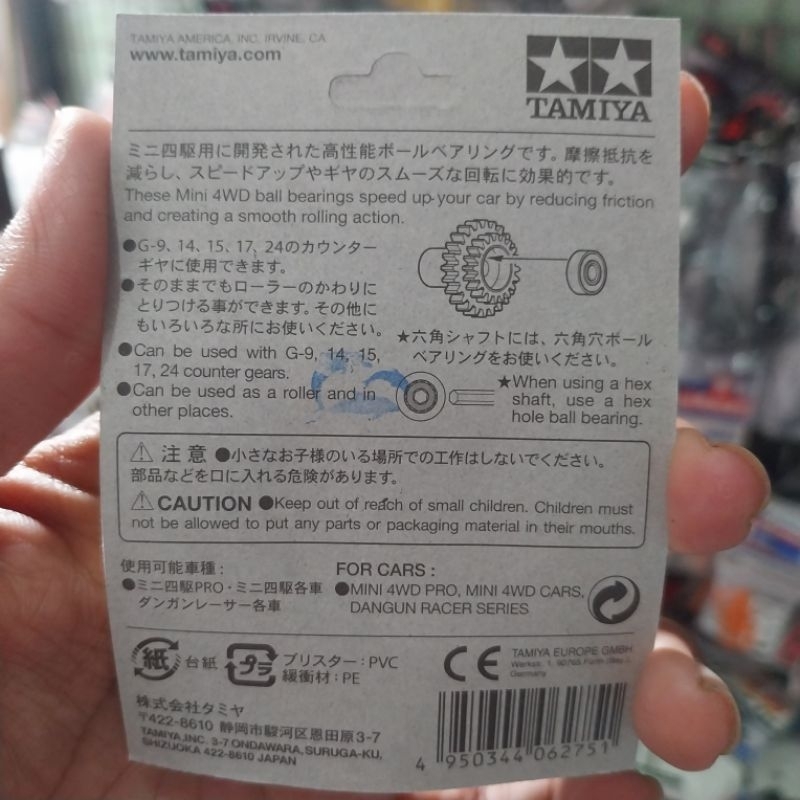 TAMIYA AMERICA, INC. IRVINE, CA
www.tamiya.com
TAMIYA
ミニ四駆用に開発された高性能ボールベアリングです。摩擦抵抗を
減らし、スピードアップやギヤのスムーズな回転に効果的です。
These Mini 4WD ball bearings speed up your car by reducing friction
and creating a smooth rolling action.
●G-9、14、15、17、24のカウンター
ギヤに使用できます。
●そのままでもローラーのかわりに
とりつける事ができます。その他に
もいろいろな所にお使いください。
●Can be used with G-9, 14, 15,
17, 24 counter gears.
●Can be used as a roller and in
other places.
★六角シャフトには、六角穴ボール
ベアリングをお使いください。
★When using a hex
shaft, use a hex
hole ball bearing.
⚠注意 ●小さなお子様のいる場所での工作はしないでください。
部品などを口に入れる危険があります。
⚠CAUTION ●Keep out of reach of small children. Children must
not be allowed to put any parts or packaging material in their mouths.
使用可能車種：
●ミニ四駆PRO・ミニ四駆各車
ダンガンレーサー各車
FOR CARS :
●MINI 4WD PRO, MINI 4WD CARS,
DANGUN RACER SERIES
紙 台紙
プラ ブリスター：PVC
緩衝材：PE
CE
TAMIYA EUROPE GMBH
Werkstr. 1, 90765 Fürth (Bay.),
Germany
株式会社タミヤ
〒422-8610 静岡市駿河区恩田原3-7
TAMIYA,INC. 3-7 ONDAWARA, SURUGA-KU,
SHIZUOKA 422-8610 JAPAN
4 950344 062751